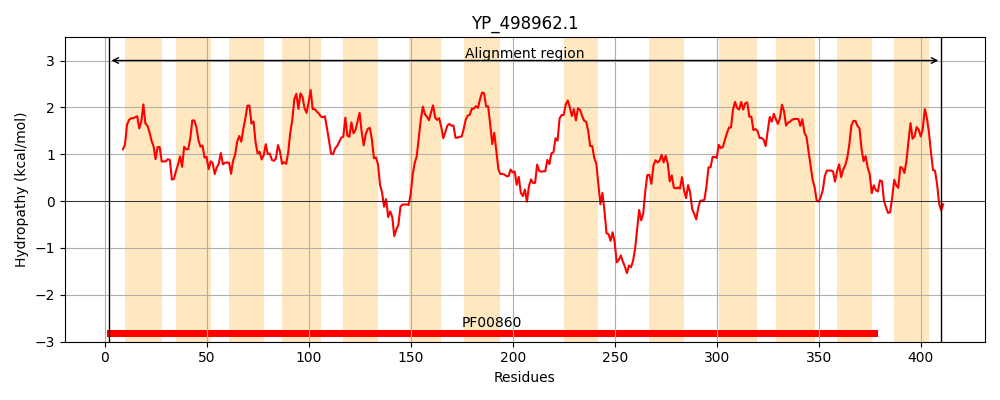 YP_498962.1
Alignment region
Hydropathy (kcal/mol)
3
2
1
0
−1
−2
−3
PF00860
0 50 100 150 200 250 300 350 400
Residues